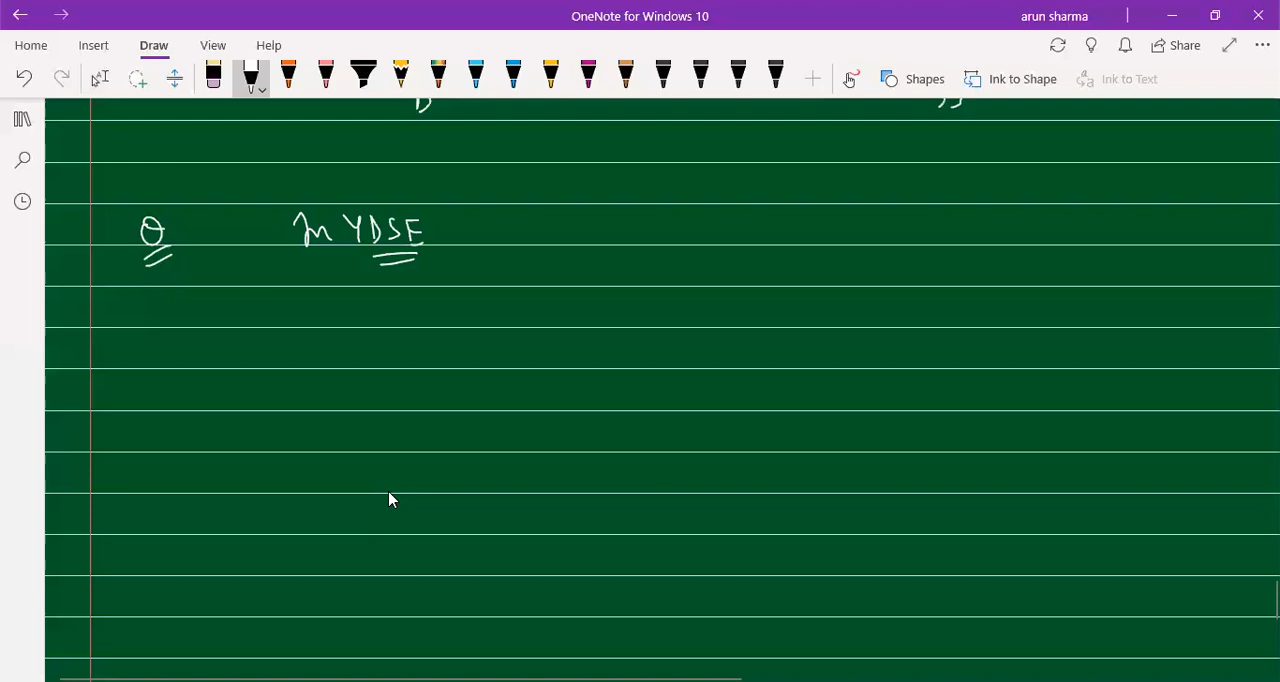 OneNote for Windows 10
arun sharma
Home Insert Draw View Help
Share
Shapes Ink to Shape Ink to Text
Q In YDSE